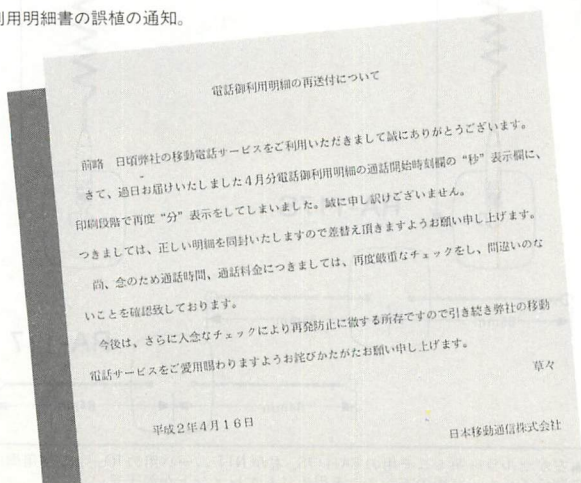 利用明細書の誤植の通知。
電話御利用明細の再送付について
前略　日頃弊社の移動電話サービスをご利用いただきまして誠にありがとうございます。
さて、過日お届けいたしました4月分電話御利用明細の通話開始時刻欄の“秒”表示欄に、
印刷段階で再度“分”表示をしてしまいました。誠に申し訳けございません。
つきましては、正しい明細を同封いたしますので差替え頂きますようお願い申し上げます。
尚、念のため通話時間、通話料金につきましては、再度厳重なチェックをし、間違いのな
いことを確認致しております。
今後は、さらに入念なチェックにより再発防止に徹する所存ですので引き続き弊社の移動
電話サービスをご愛用賜わりますようお詫びかたがたお願い申し上げます。
草々
平成2年4月16日
日本移動通信株式会社